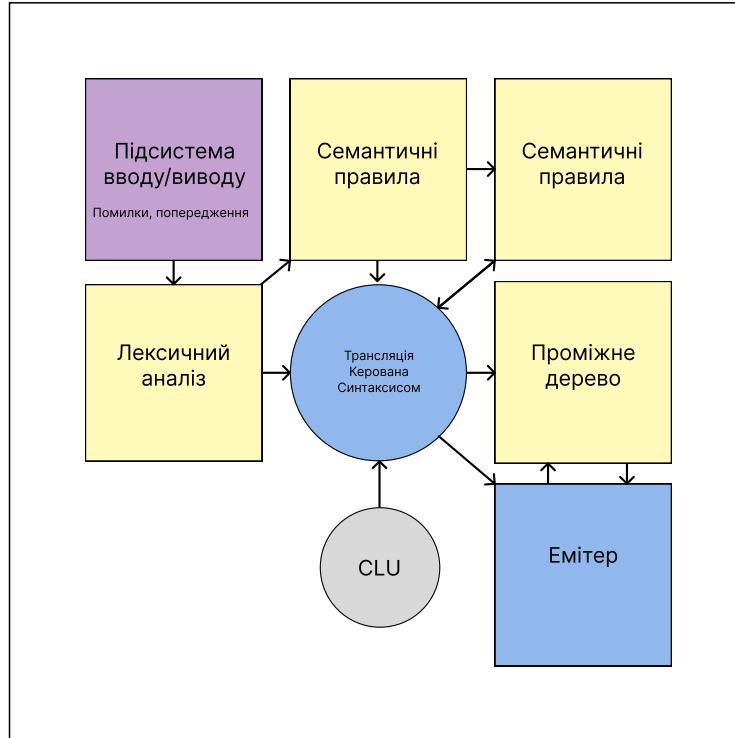 Підсистема
вводу/виводу
Помилки, попередження
Семантичні
правила
Семантичні
правила
Лексичний
аналіз
Трансляція
Керована
Синтаксисом
Проміжне
дерево
CLU
Емітер